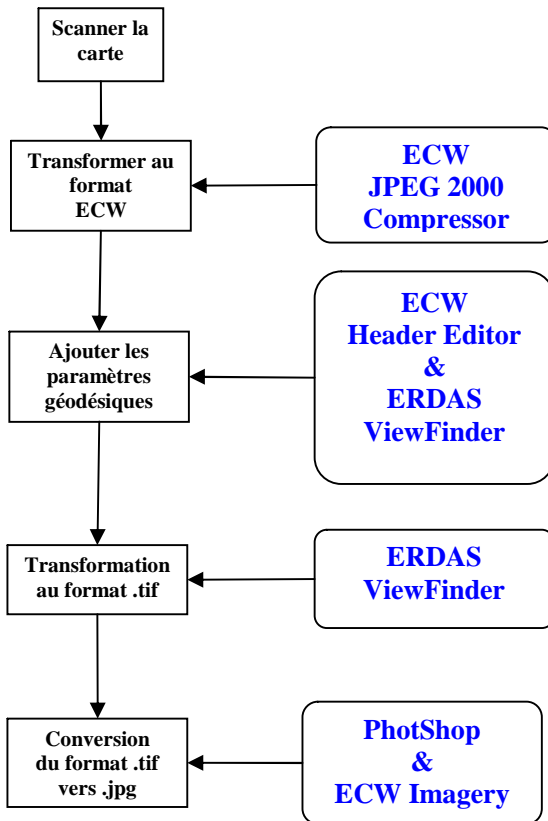 Scanner la
carte
Transformer au
format
ECW
ECW
JPEG 2000
Compressor
Ajouter les
paramètres
géodésiques
ECW
Header Editor
&
ERDAS
ViewFinder
Transformation
au format .tif
ERDAS
ViewFinder
Conversion
du format .tif
vers .jpg
PhotShop
&
ECW Imagery